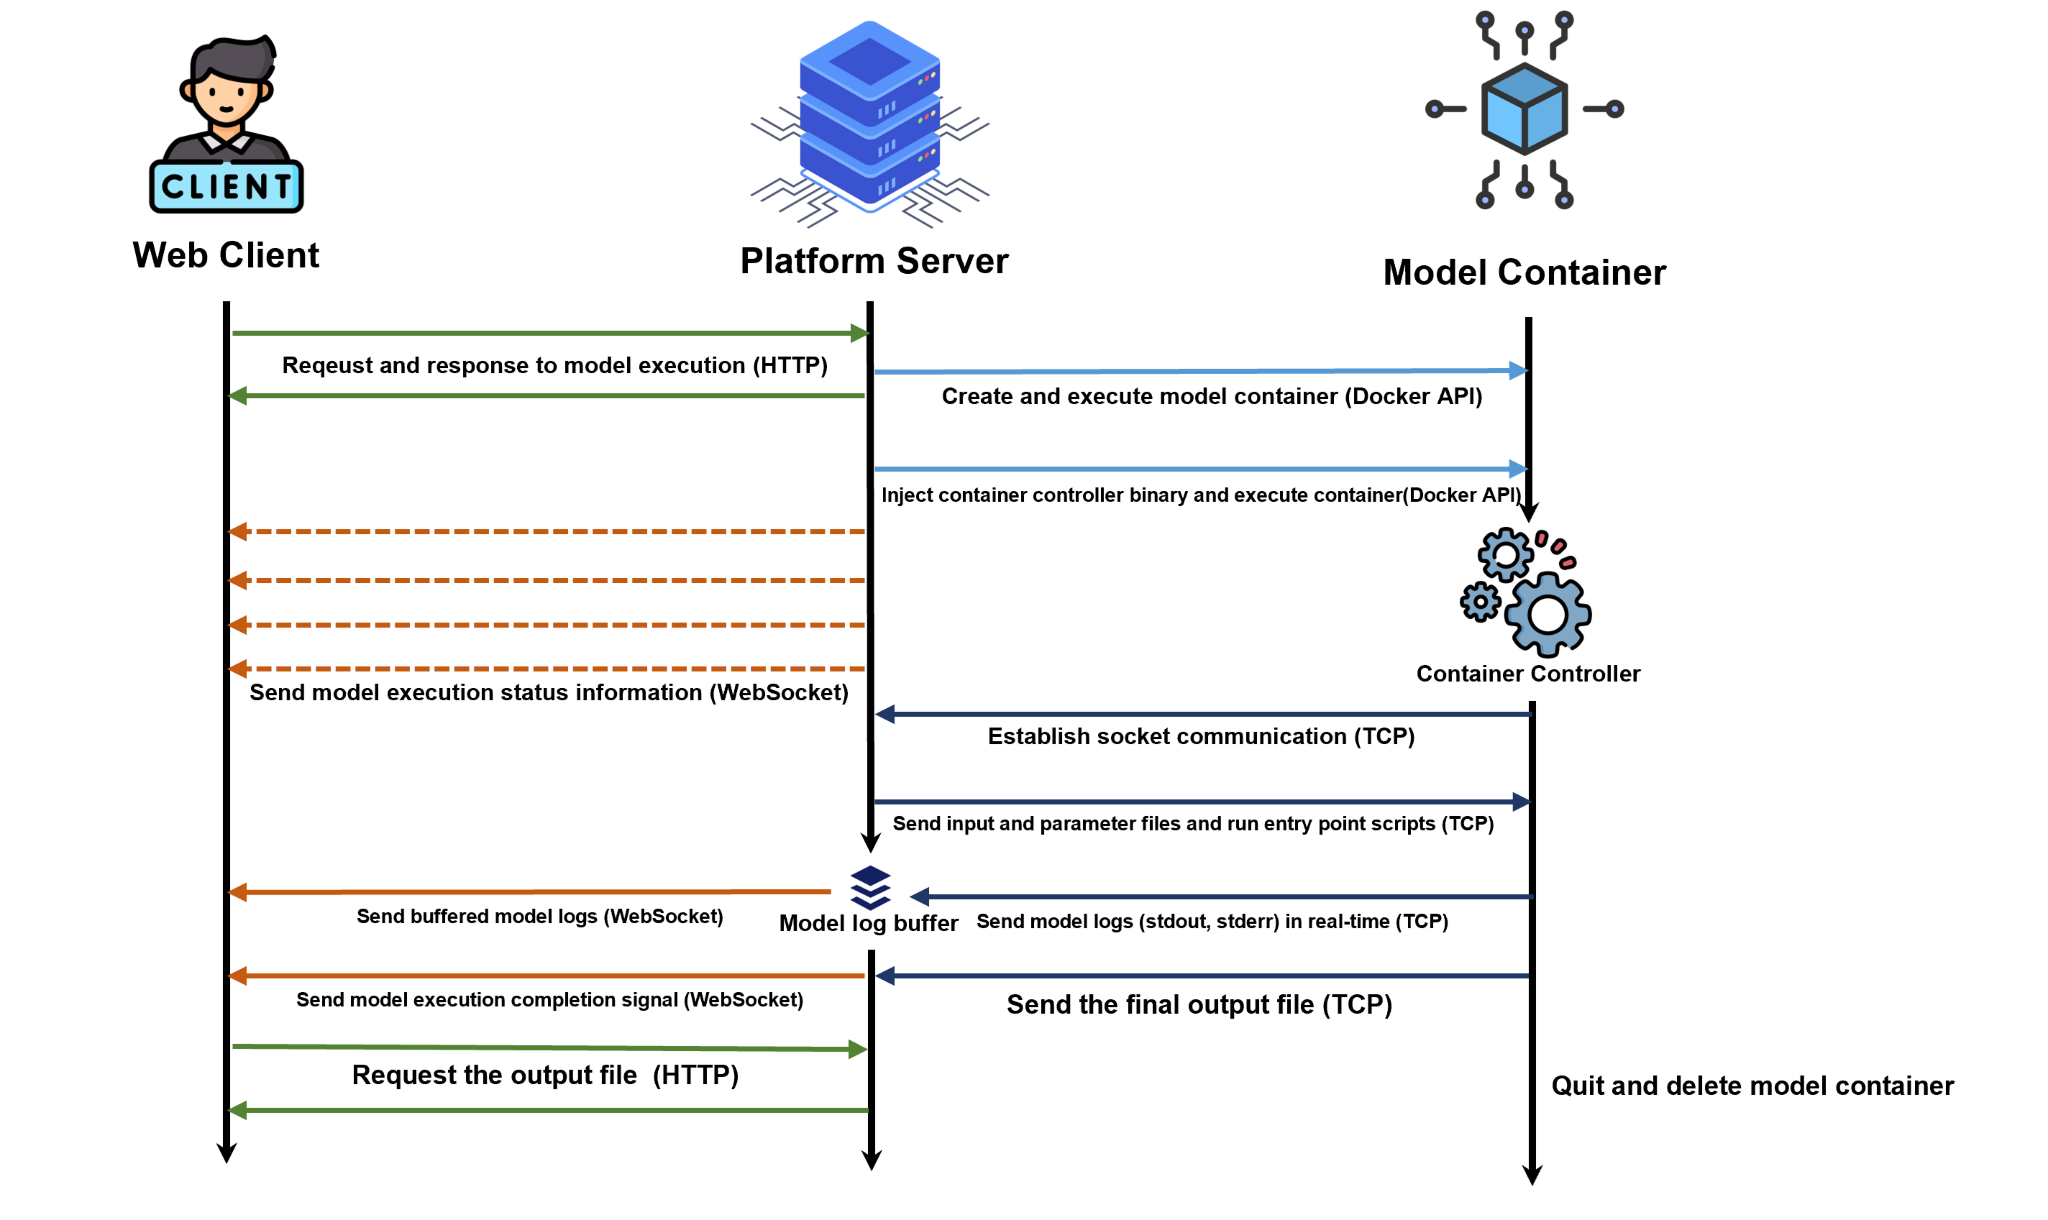 CLIENT
Web Client
Platform Server
Model Container
Reqeust and response to model execution (HTTP)
Create and execute model container (Docker API)
Inject container controller binary and execute container(Docker API)
Container Controller
Send model execution status information (WebSocket)
Establish socket communication (TCP)
Send input and parameter files and run entry point scripts (TCP)
Send buffered model logs (WebSocket)
Model log buffer
Send model logs (stdout, stderr) in real-time (TCP)
Send model execution completion signal (WebSocket)
Send the final output file (TCP)
Request the output file  (HTTP)
Quit and delete model container